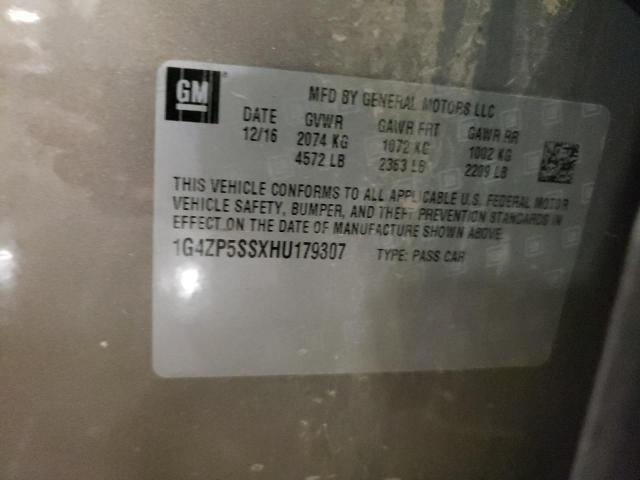 GM
MFD BY GENERAL MOTORS LLC
DATE GVWR GAWR FRT GAWR RR
12/16 2074 KG 1072 KG 1002 KG
4572 LB 2363 LB 2209 LB
THIS VEHICLE CONFORMS TO ALL APPLICABLE U.S. FEDERAL MOTOR
VEHICLE SAFETY, BUMPER, AND THEFT PREVENTION STANDARDS IN
EFFECT ON THE DATE OF MANUFACTURE SHOWN ABOVE.
1G4ZP5SSXHU179307 TYPE: PASS CAR